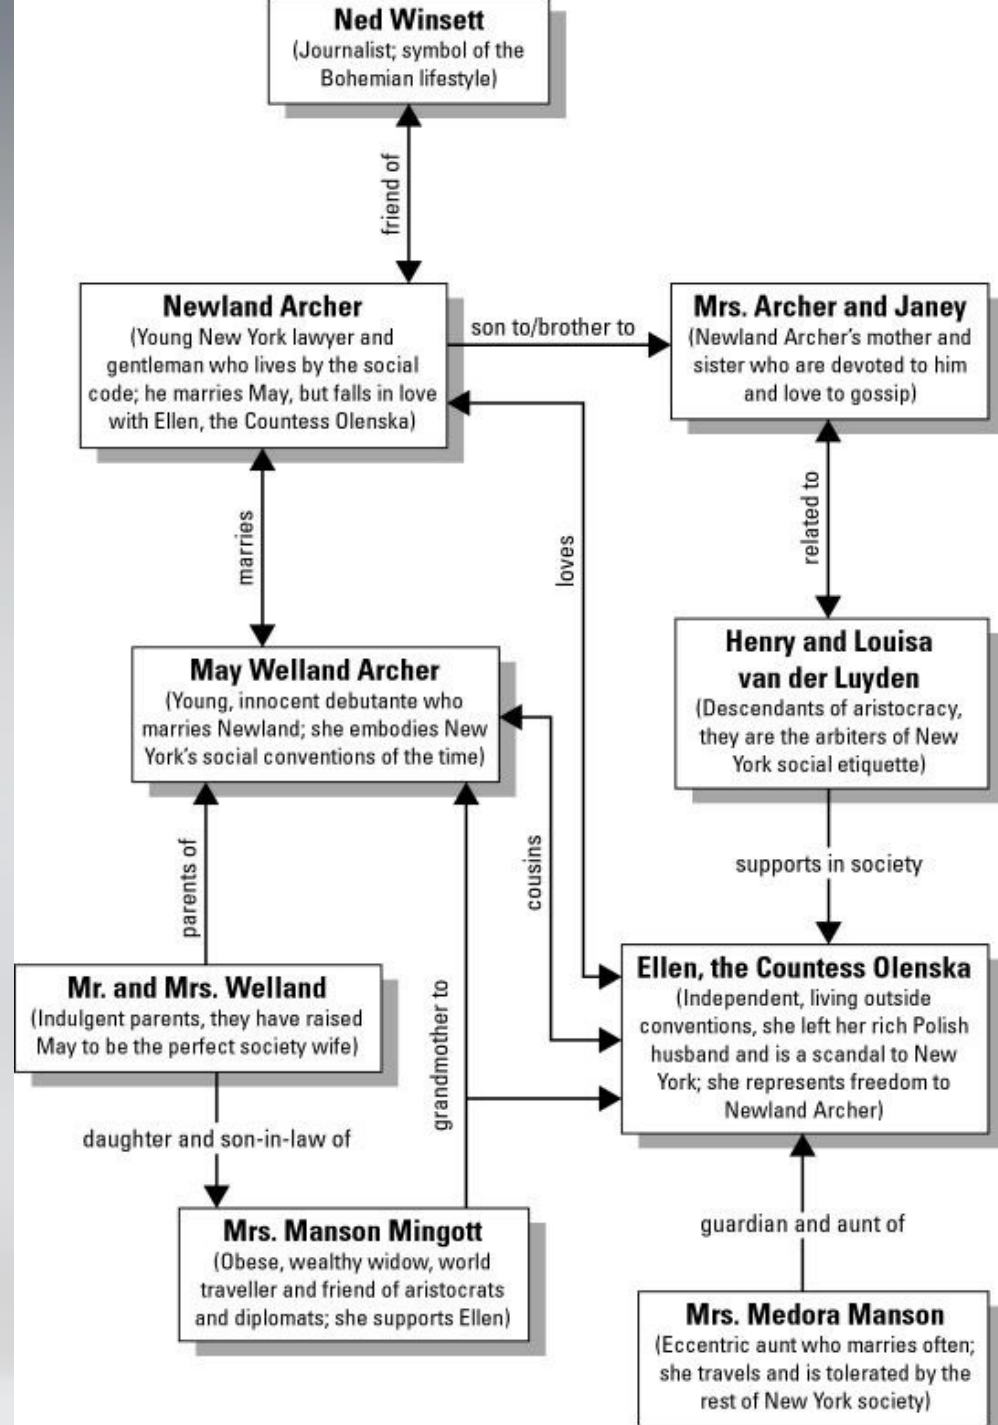 Ned Winsett
(Journalist; symbol of the
Bohemian lifestyle)
friend of
Newland Archer
(Young New York lawyer and
gentleman who lives by the social
code; he marries May, but falls in love
with Ellen, the Countess Olenska)
son to/brother to
Mrs. Archer and Janey
(Newland Archer's mother and
sister who are devoted to him
and love to gossip)
marries
loves
related to
May Welland Archer
(Young, innocent debutante who
marries Newland; she embodies New
York's social conventions of the time)
Henry and Louisa
van der Luyden
(Descendants of aristocracy,
they are the arbiters of New
York social etiquette)
parents of
cousins
supports in society
Mr. and Mrs. Welland
(Indulgent parents, they have raised
May to be the perfect society wife)
grandmother to
Ellen, the Countess Olenska
(Independent, living outside
conventions, she left her rich Polish
husband and is a scandal to New
York; she represents freedom to
Newland Archer)
daughter and son-in-law of
Mrs. Manson Mingott
(Obese, wealthy widow, world
traveller and friend of aristocrats
and diplomats; she supports Ellen)
guardian and aunt of
Mrs. Medora Manson
(Eccentric aunt who marries often;
she travels and is tolerated by the
rest of New York society)